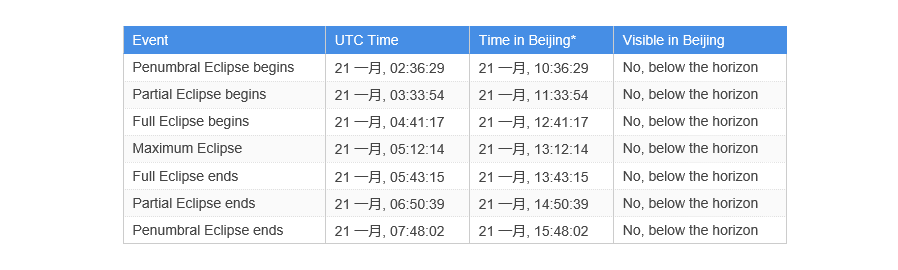 Event UTC Time Time in Beijing* Visible in Beijing
Penumbral Eclipse begins 21 一月, 02:36:29 21 一月, 10:36:29 No, below the horizon
Partial Eclipse begins 21 一月, 03:33:54 21 一月, 11:33:54 No, below the horizon
Full Eclipse begins 21 一月, 04:41:17 21 一月, 12:41:17 No, below the horizon
Maximum Eclipse 21 一月, 05:12:14 21 一月, 13:12:14 No, below the horizon
Full Eclipse ends 21 一月, 05:43:15 21 一月, 13:43:15 No, below the horizon
Partial Eclipse ends 21 一月, 06:50:39 21 一月, 14:50:39 No, below the horizon
Penumbral Eclipse ends 21 一月, 07:48:02 21 一月, 15:48:02 No, below the horizon